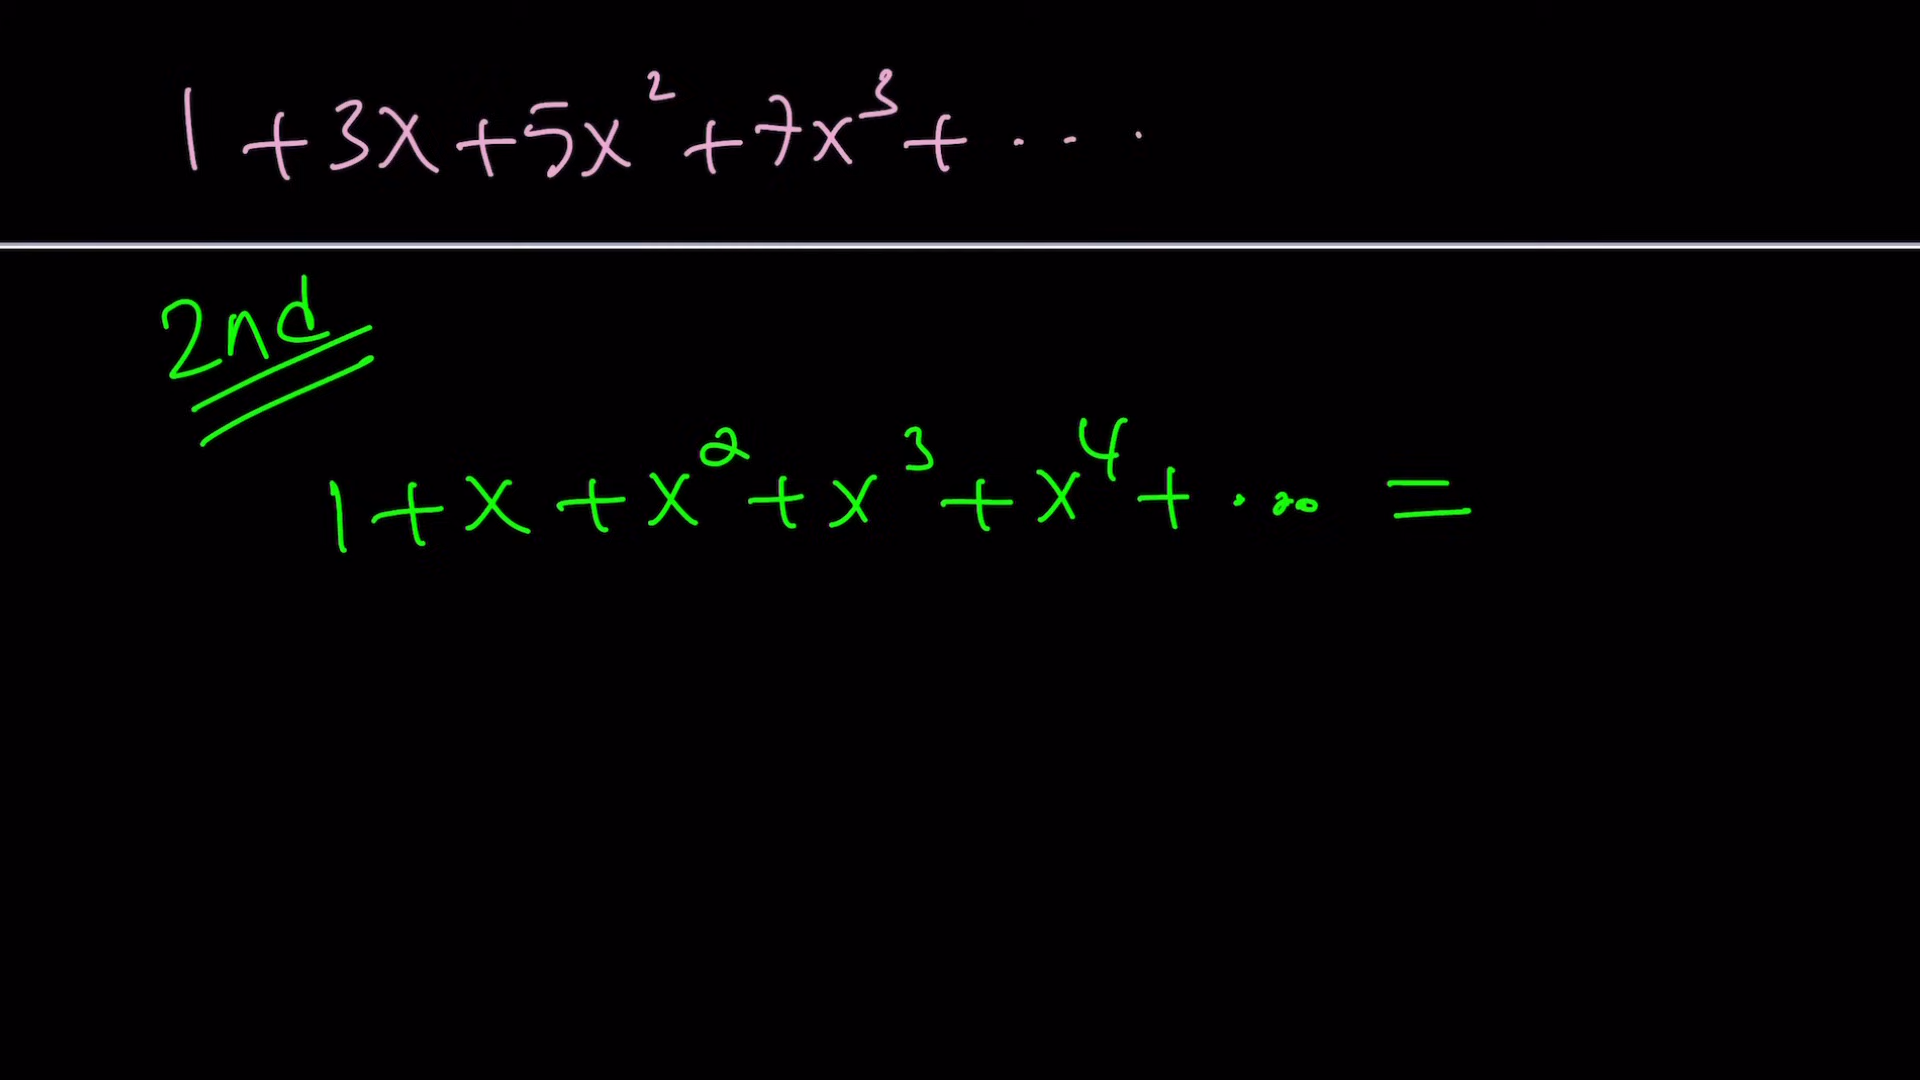 1 + 3x + 5x² + 7x³ + ...
2nd
1 + x + x² + x³ + x⁴ + ... =